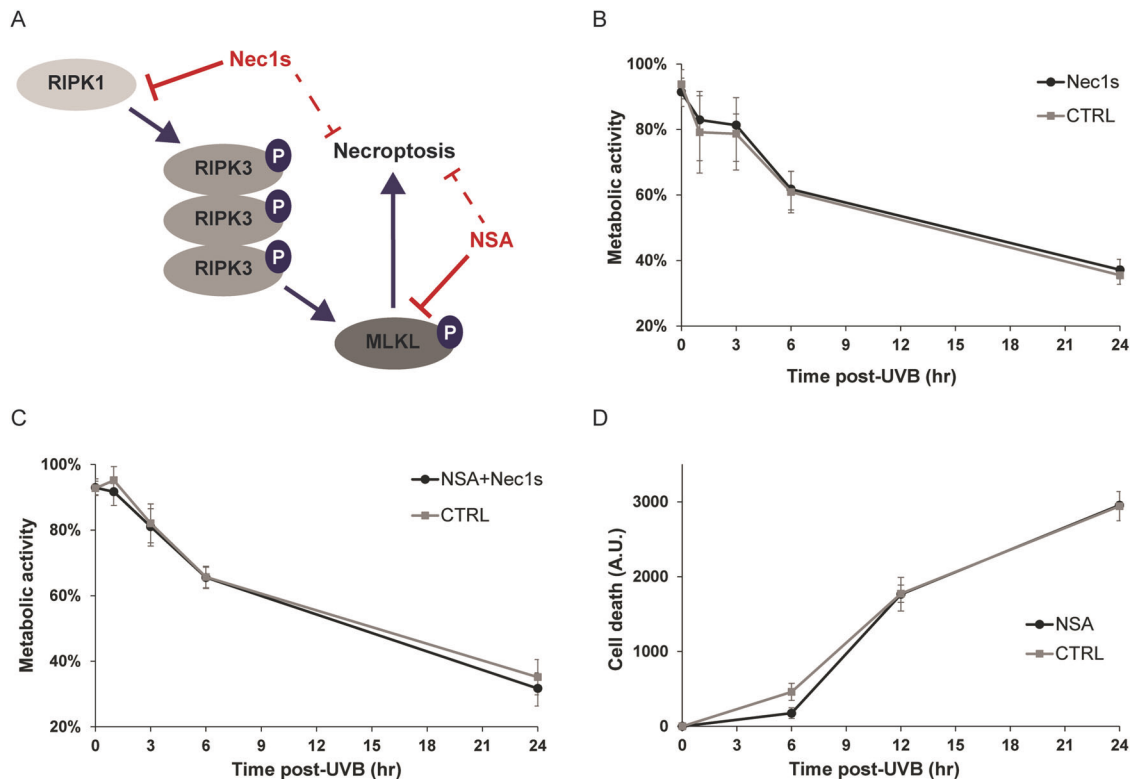 A
Nec1s
RIPK1
RIPK3
P
Necroptosis
RIPK3
P
NSA
RIPK3
P
MLKL
P
B
100%
80%
60%
40%
20%
Metabolic activity
Nec1s
CTRL
0 1 3 6 9 12 15 18 21 24
Time post-UVB (hr)
C
100%
80%
60%
40%
20%
Metabolic activity
NSA+Nec1s
CTRL
0 3 6 9 12 15 18 21 24
Time post-UVB (hr)
D
3000
2000
1000
0
Cell death (A.U.)
NSA
CTRL
0 3 6 9 12 15 18 21 24
Time post-UVB (hr)